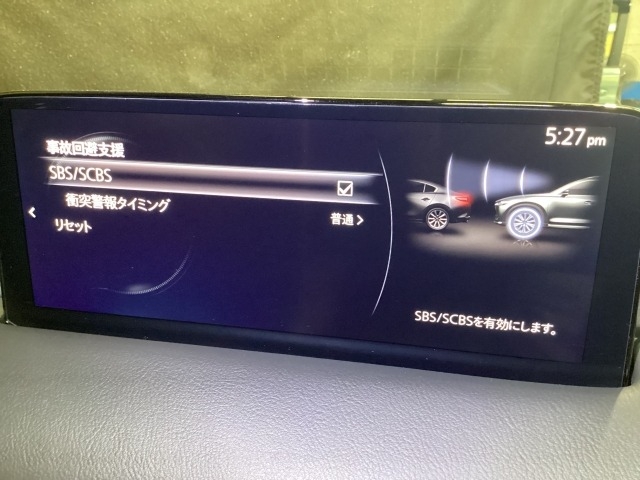 5:27 pm
事故回避支援
SBS/SCBS
衝突警報タイミング
普通
リセット
SBS/SCBSを有効にします。